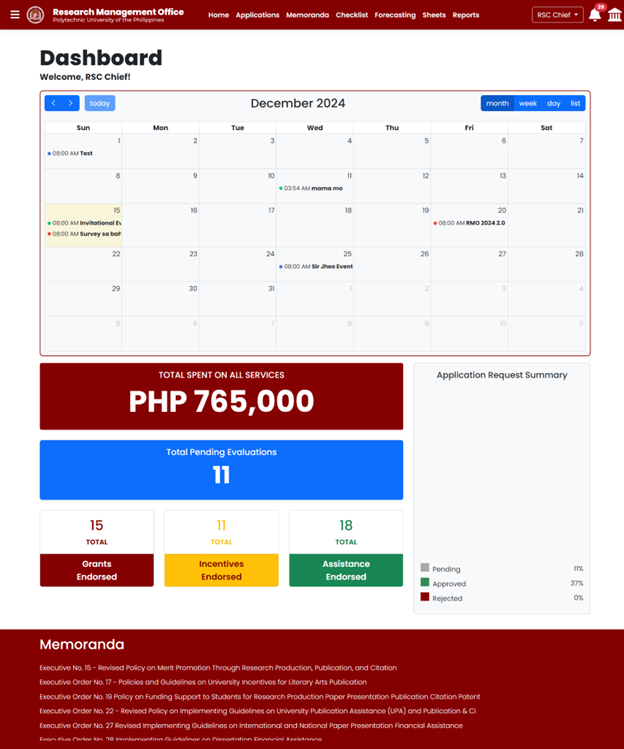 Research Management Office
Polytechnic University of the Philippines
Home Applications Memoranda Checklist Forecasting Sheets Reports
RSC Chief
29
Dashboard
Welcome, RSC Chief!
today
December 2024
month week day list
Sun Mon Tue Wed Thu Fri Sat
1 2 3 4 5 6 7
08:00 AM Test
8 9 10 11 12 13 14
03:54 AM mama mo
15 16 17 18 19 20 21
08:00 AM Invitational Ev
08:00 AM RMO 2024 2.0
08:00 AM Survey sa bah
22 23 24 25 26 27 28
08:00 AM Sir Jheo Event
29 30 31 1 2 3 4
5 6 7 8 9 10 11
TOTAL SPENT ON ALL SERVICES
PHP 765,000
Total Pending Evaluations
11
15
TOTAL
Grants
Endorsed
11
TOTAL
Incentives
Endorsed
18
TOTAL
Assistance
Endorsed
Application Request Summary
Pending 11%
Approved 37%
Rejected 0%
Memoranda
Executive No. 15 - Revised Policy on Merit Promotion Through Research Production, Publication, and Citation
Executive Order No. 17 - Policies and Guidelines on University Incentives for Literary Arts Publication
Executive Order No. 19 Policy on Funding Support to Students for Research Production Paper Presentation Publication Citation Patent
Executive Order No. 22 - Revised Policy on Implementing Guidelines on University Publication Assistance (UPA) and Publication & Ci
Executive Order No. 27 Revised Implementing Guidelines on International and National Paper Presentation Financial Assistance
Executive Order No. 28 Implementing Guidelines on Dissertation Financial Assistance